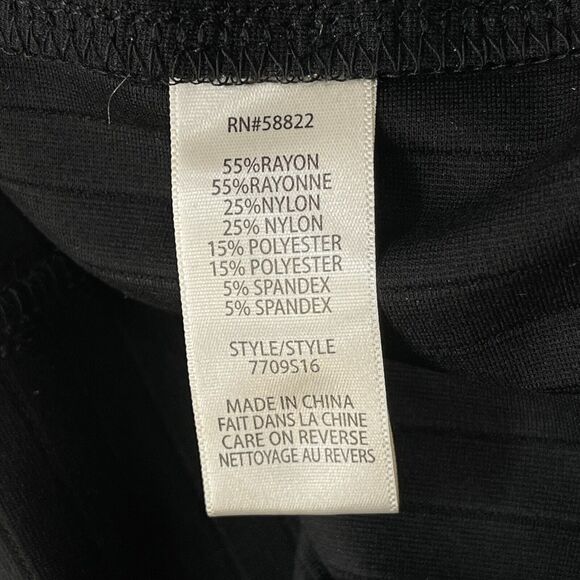 RN#58822
55%RAYON
55%RAYONNE
25%NYLON
25% NYLON
15% POLYESTER
15% POLYESTER
5% SPANDEX
5% SPANDEX
STYLE/STYLE
7709S16
MADE IN CHINA
FAIT DANS LA CHINE
CARE ON REVERSE
NETTOYAGE AU REVERS